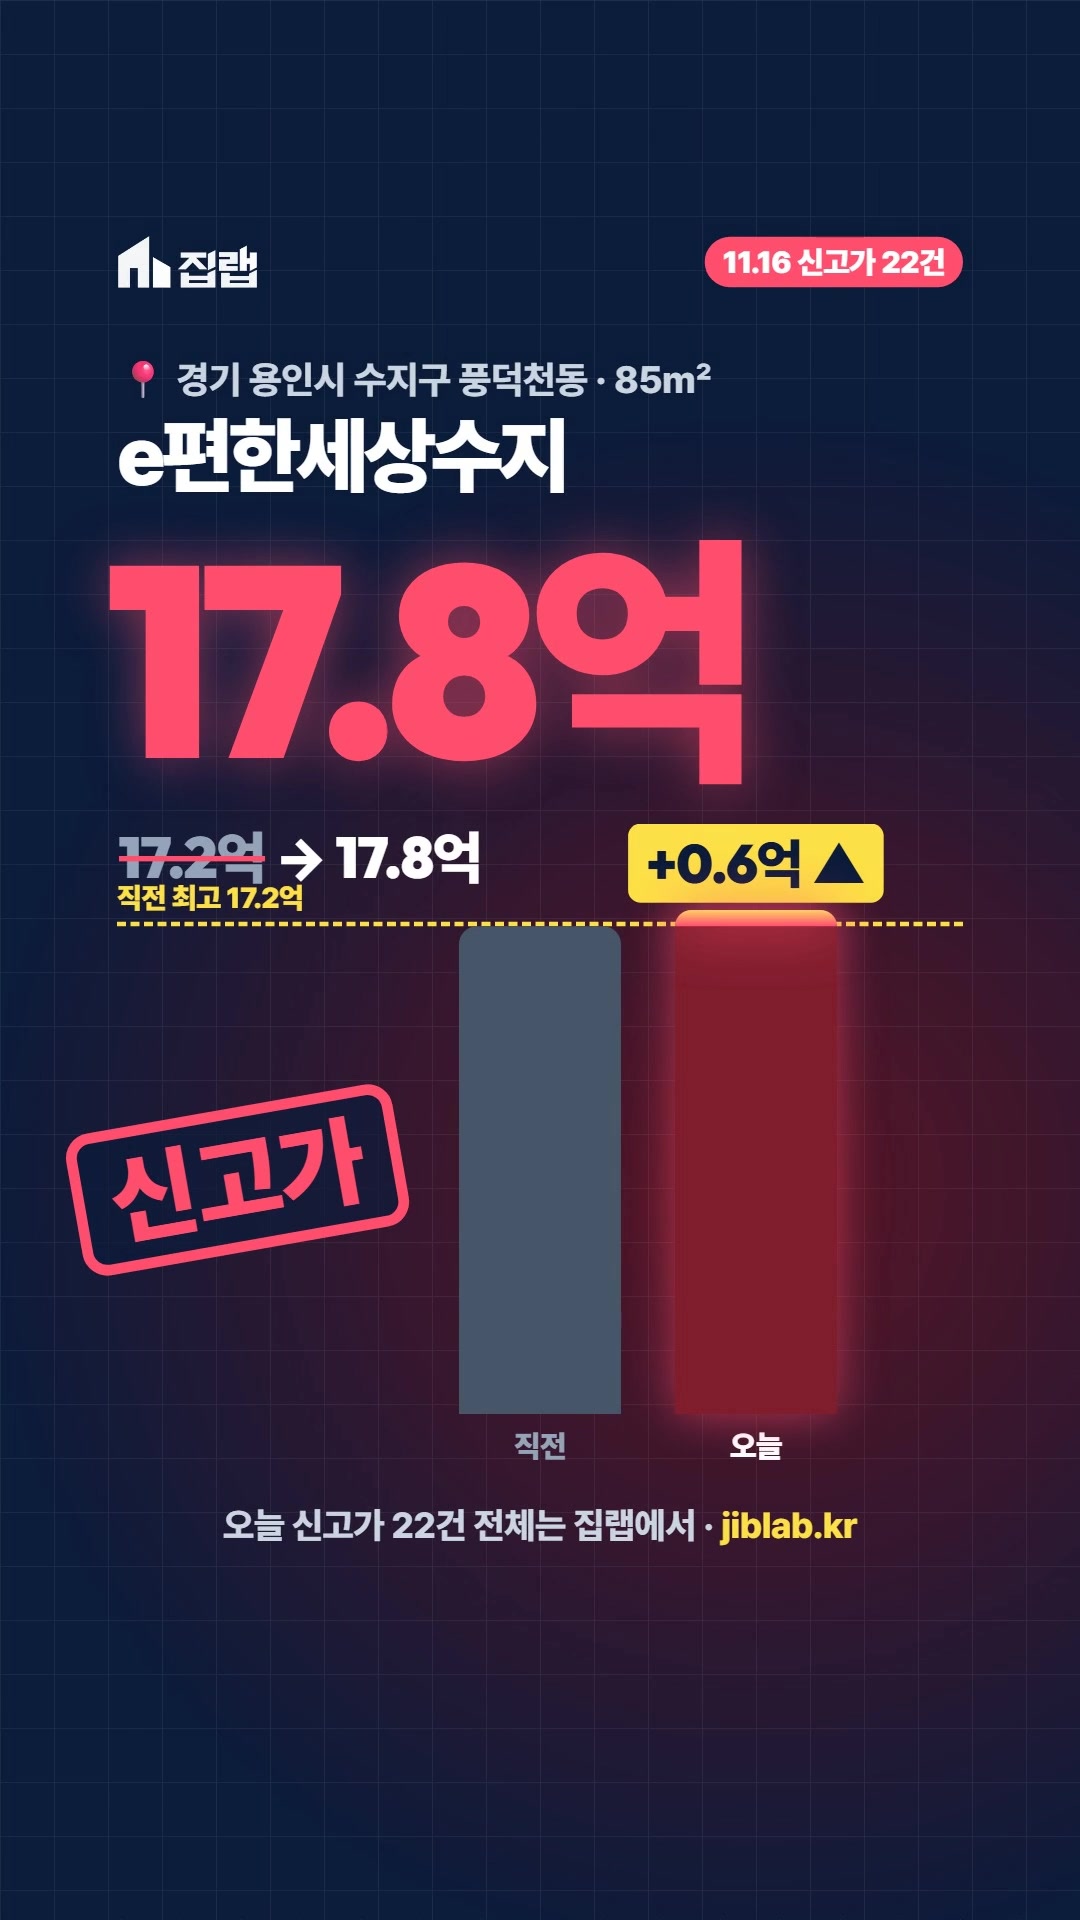 집랩
11.16 신고가 22건
경기 용인시 수지구 풍덕천동 · 85m²
e편한세상수지
17.8억
17.2억 → 17.8억
+0.6억 ▲
직전 최고 17.2억
신고가
직전
오늘
오늘 신고가 22건 전체는 집랩에서 · jiblab.kr